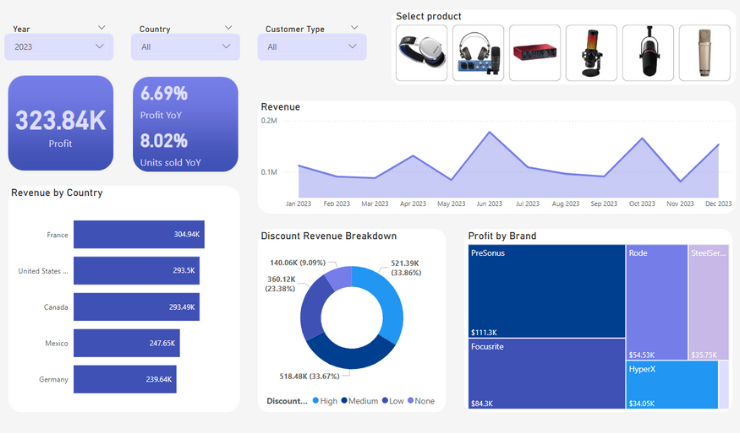 Year
2023
Country
All
Customer Type
All
Select product
323.84K
Profit
6.69%
Profit YoY
8.02%
Units sold YoY
Revenue
0.2M
0.1M
Jan 2023 Feb 2023 Mar 2023 Apr 2023 May 2023 Jun 2023 Jul 2023 Aug 2023 Sep 2023 Oct 2023 Nov 2023 Dec 2023
Revenue by Country
France 304.94K
United States ... 293.5K
Canada 293.49K
Mexico 247.65K
Germany 239.64K
Discount Revenue Breakdown
140.06K (9.09%)
521.39K
(33.86%)
360.12K
(23.38%)
518.48K (33.67%)
Discount... High Medium Low None
Profit by Brand
PreSonus
$111.3K
Focusrite
$84.3K
Rode
$54.53K
SteelSer...
$35.75K
HyperX
$34.05K